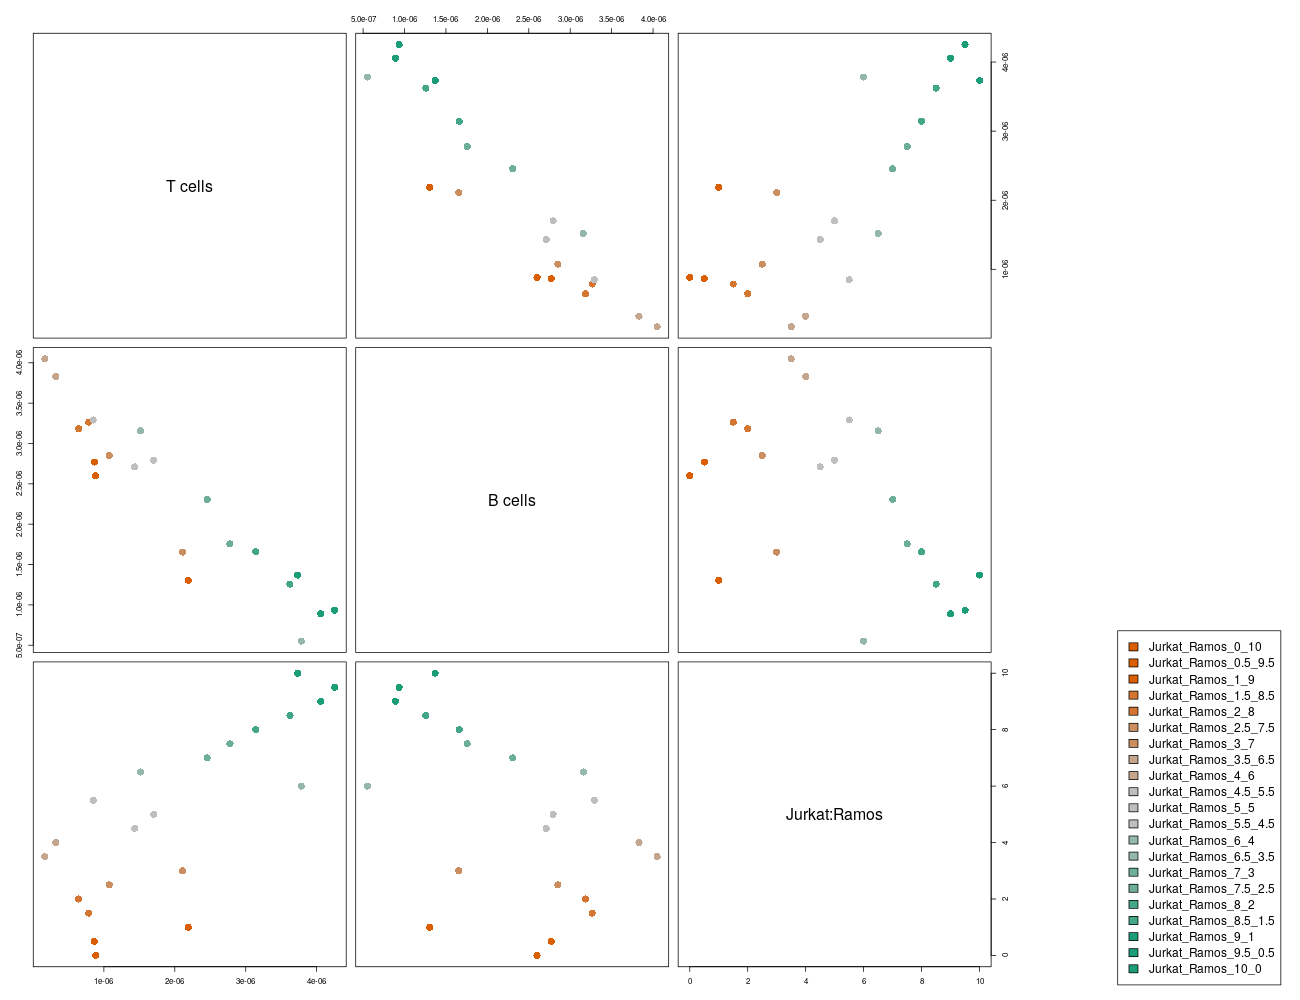 5.0e-07 1.0e-06 1.5e-06 2.0e-06 2.5e-06 3.0e-06 3.5e-06 4.0e-06
T cells
1e-06 2e-06 3e-06 4e-06
5.0e-07 1.0e-06 1.5e-06 2.0e-06 2.5e-06 3.0e-06 3.5e-06 4.0e-06
B cells
Jurkat:Ramos
0 2 4 6 8 10
1e-06 2e-06 3e-06 4e-06
0 2 4 6 8 10
Jurkat_Ramos_0_10
Jurkat_Ramos_0.5_9.5
Jurkat_Ramos_1_9
Jurkat_Ramos_1.5_8.5
Jurkat_Ramos_2_8
Jurkat_Ramos_2.5_7.5
Jurkat_Ramos_3_7
Jurkat_Ramos_3.5_6.5
Jurkat_Ramos_4_6
Jurkat_Ramos_4.5_5.5
Jurkat_Ramos_5_5
Jurkat_Ramos_5.5_4.5
Jurkat_Ramos_6_4
Jurkat_Ramos_6.5_3.5
Jurkat_Ramos_7_3
Jurkat_Ramos_7.5_2.5
Jurkat_Ramos_8_2
Jurkat_Ramos_8.5_1.5
Jurkat_Ramos_9_1
Jurkat_Ramos_9.5_0.5
Jurkat_Ramos_10_0